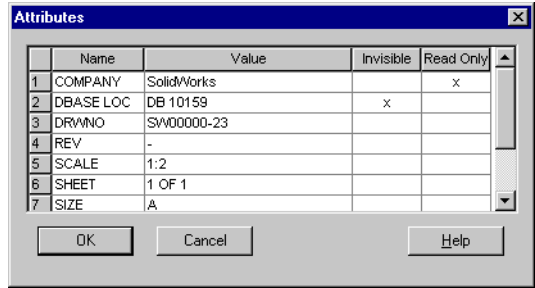 Attributes
Name Value Invisible Read Only
1 COMPANY SolidWorks x
2 DBASE LOC DB 10159 x
3 DRWNO SW00000-23
4 REV -
5 SCALE 1:2
6 SHEET 1 OF 1
7 SIZE A
OK Cancel Help